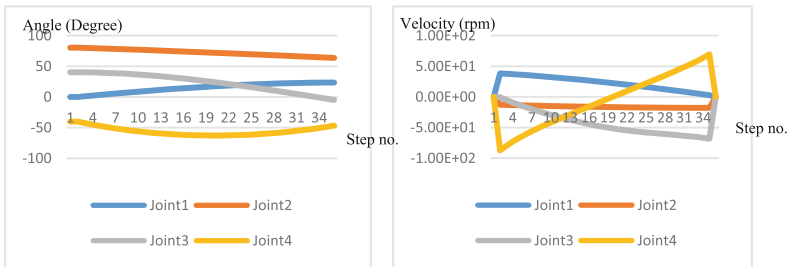 Angle (Degree)
100
50
0
-50
-100
1 4 7 10 13 16 19 22 25 28 31 34
Step no.
Joint1 Joint2
Joint3 Joint4
Velocity (rpm)
1.00E+02
5.00E+01
0.00E+00
-5.00E+01
-1.00E+02
1 4 7 10 13 16 19 22 25 28 31 34
Step no.
Joint1 Joint2
Joint3 Joint4